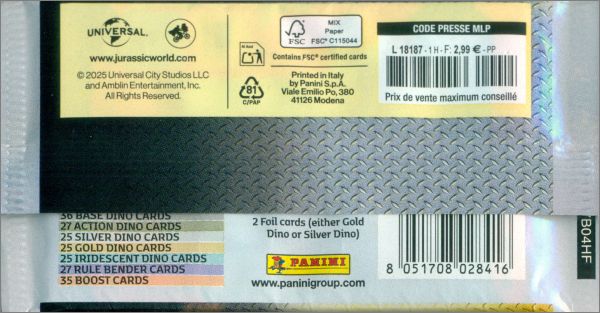 UNIVERSAL
www.jurassicworld.com
© 2025 Universal City Studios LLC
and Amblin Entertainment, Inc.
All Rights Reserved.
FSC
MIX
Paper
FSC® C115044
Contains FSC® certified cards
81
C/PAP
Printed in Italy
by Panini S.p.A.
Viale Emilio Po, 380
41126 Modena
CODE PRESSE MLP
L 18187 - 1 H - F: 2,99 € - PP
Prix de vente maximum conseillé
36 BASE DINO CARDS
27 ACTION DINO CARDS
25 SILVER DINO CARDS
25 GOLD DINO CARDS
25 IRIDESCENT DINO CARDS
27 RULE BENDER CARDS
35 BOOST CARDS
2 Foil cards (either Gold
Dino or Silver Dino)
PANINI
www.paninigroup.com
8 051708 028416
B04HF